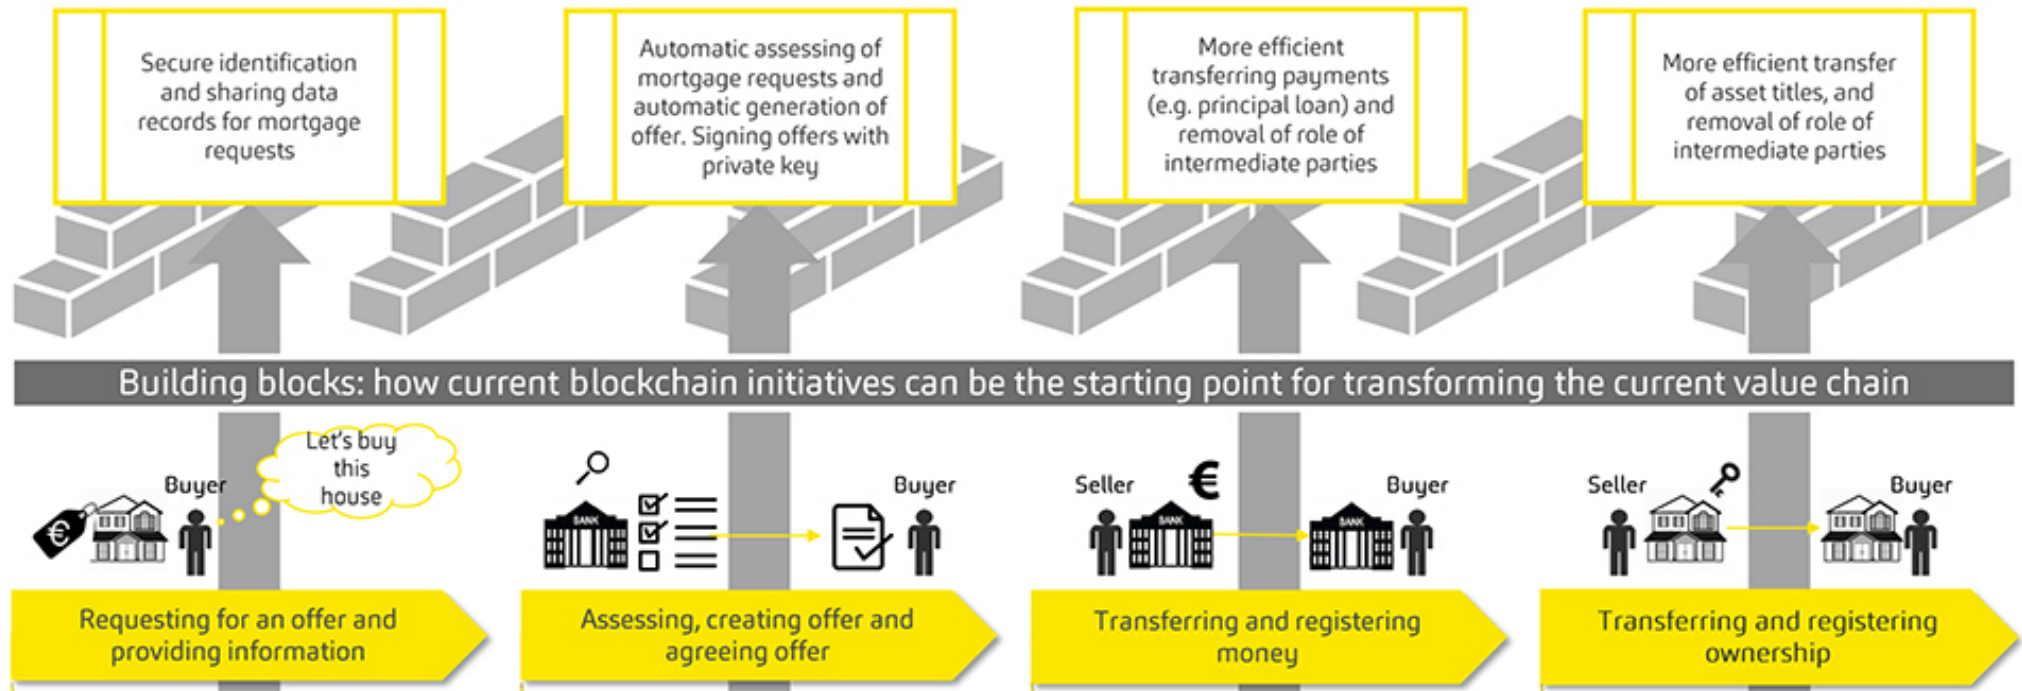 Secure identification
and sharing data
records for mortgage
requests
Automatic assessing of
mortgage requests and
automatic generation of
offer. Signing offers with
private key
More efficient
transferring payments
(e.g. principal loan) and
removal of role of
intermediate parties
More efficient transfer
of asset titles, and
removal of role of
intermediate parties
Building blocks: how current blockchain initiatives can be the starting point for transforming the current value chain
Let's buy
this
house
Buyer
€
BANK
Buyer
Seller
€
Buyer
BANK
BANK
Seller
Buyer
Requesting for an offer and
providing information
Assessing, creating offer and
agreeing offer
Transferring and registering
money
Transferring and registering
ownership